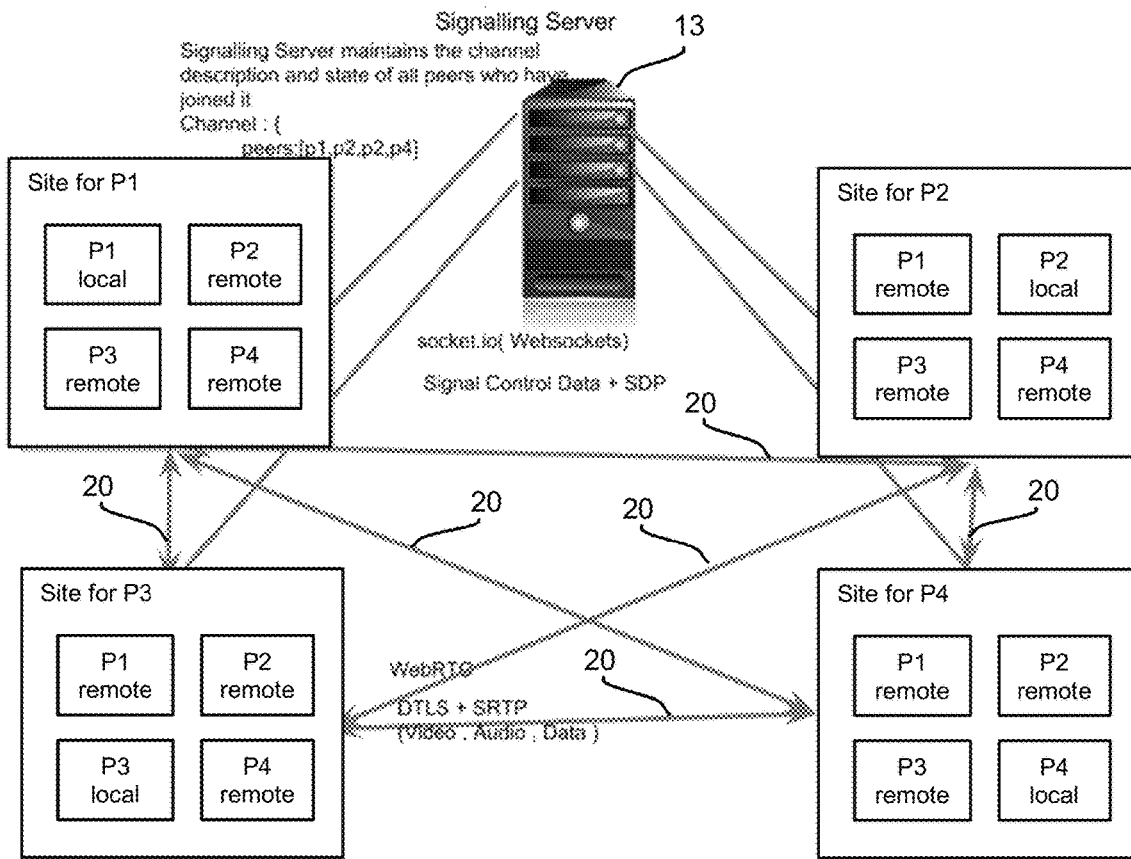 Signalling Server
13
Signalling Server maintains the channel
description and state of all peers who have
joined it
Channel : {
peers:[p1,p2,p2,p4]
Site for P1
P1
local
P2
remote
P3
remote
P4
remote
Site for P2
P1
remote
P2
local
P3
remote
P4
remote
socket.io( Websockets)
Signal Control Data + SDP
20
20
20
20
20
Site for P3
P1
remote
P2
remote
P3
local
P4
remote
WebRTC
DTLS + SRTP
(Video , Audio , Data )
20
Site for P4
P1
remote
P2
remote
P3
remote
P4
local